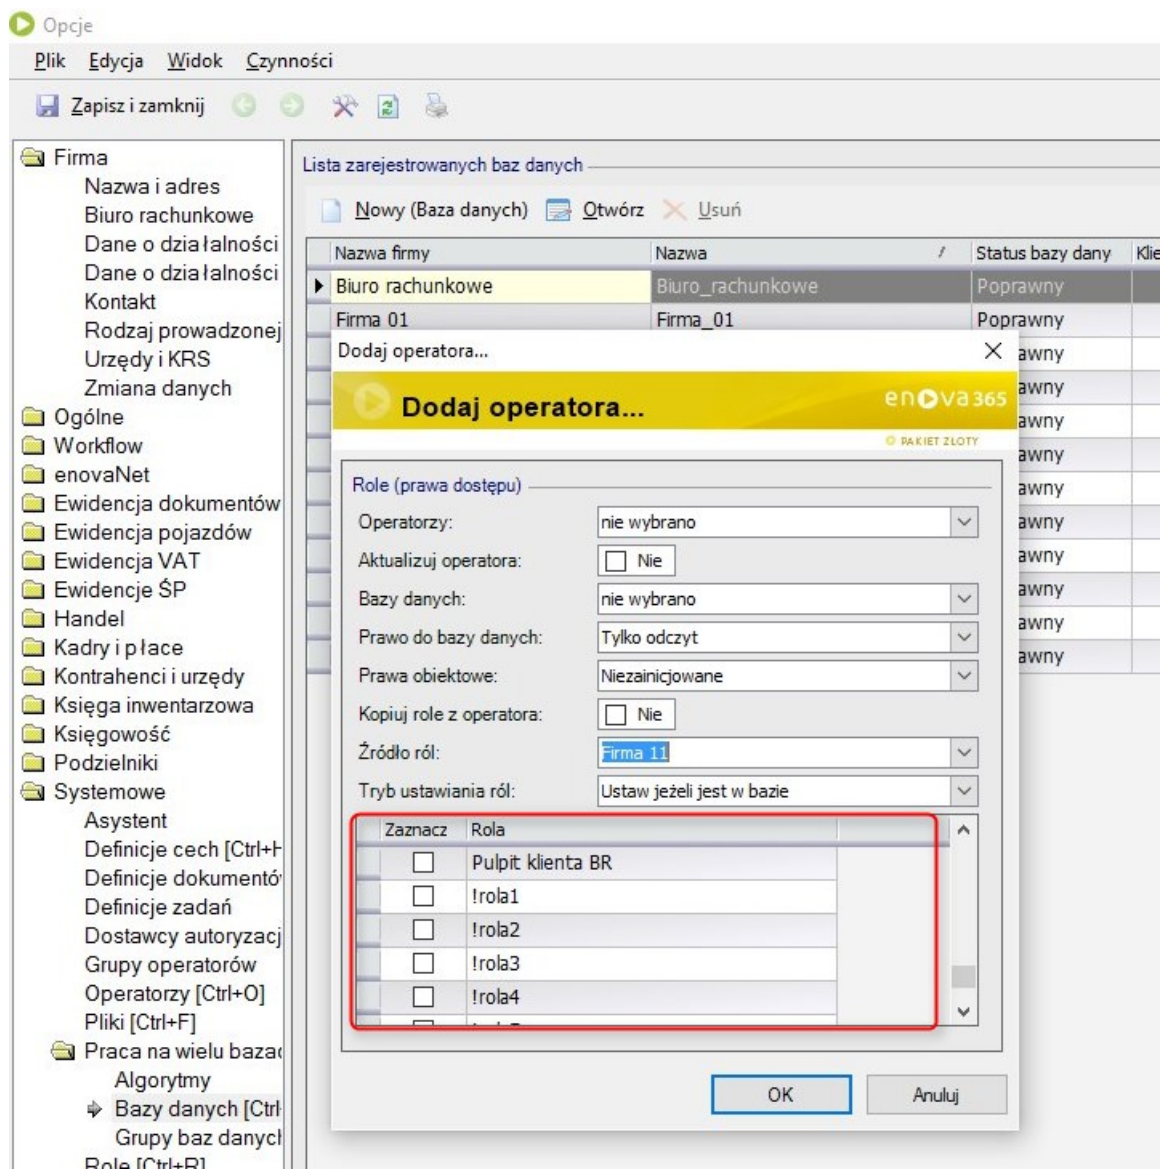 Opcje
Plik Edycja Widok Czynności
Zapisz i zamknij
Firma
Nazwa i adres
Biuro rachunkowe
Dane o działalności
Dane o działalności
Kontakt
Rodzaj prowadzonej
Urzędy i KRS
Zmiana danych
Ogólne
Workflow
enovaNet
Ewidencja dokumentów
Ewidencja pojazdów
Ewidencja VAT
Ewidencje ŚP
Handel
Kadry i płace
Kontrahenci i urzędy
Księga inwentarzowa
Księgowość
Podzielniki
Systemowe
Asystent
Definicje cech [Ctrl+H
Definicje dokumentó
Definicje zadań
Dostawcy autoryzacj
Grupy operatorów
Operatorzy [Ctrl+O]
Pliki [Ctrl+F]
Praca na wielu bazac
Algorytmy
Bazy danych [Ctrl
Grupy baz danych
Role [Ctrl+R]
Lista zarejestrowanych baz danych
Nowy (Baza danych) Otwórz Usuń
Nazwa firmy Nazwa / Status bazy dany Klie
Biuro rachunkowe Biuro_rachunkowe Poprawny
Firma 01 Firma_01 Poprawny
prawny
awny
awny
awny
awny
awny
awny
awny
awny
awny
Dodaj operatora...
Dodaj operatora...
enova365
PAKIET ZŁOTY
Role (prawa dostępu)
Operatorzy: nie wybrano
Aktualizuj operatora: Nie
Bazy danych: nie wybrano
Prawo do bazy danych: Tylko odczyt
Prawa obiektowe: Niezainicjowane
Kopiuj role z operatora: Nie
Źródło ról: Firma 11
Tryb ustawiania ról: Ustaw jeżeli jest w bazie
Zaznacz Rola
Pulpit klienta BR
!rola1
!rola2
!rola3
!rola4
OK Anuluj